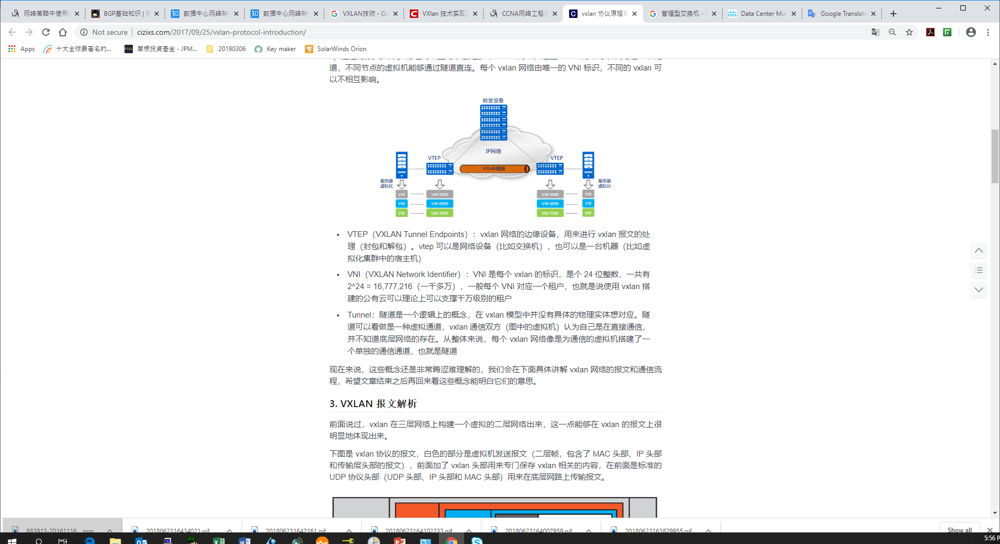 网络策略中使用
BGP基础知识 |
数据中心网络架
数据中心网络架
VXLAN技術 - Go
VXlan 技术实现
CCNA网络工程
vxlan 协议原理简
管理型交换机 -
Data Center Mul
Google Translate
Not secure
cizixs.com/2017/09/25/vxlan-protocol-introduction/
Apps
十大全球最著名的...
摩根投資基金 - JPM...
20190306
Key maker
SolarWinds Orion
道，不同节点的虚拟机能够通过隧道直连。每个 vxlan 网络由唯一的 VNI 标识，不同的 vxlan 可
以不相互影响。
转发设备
IP网络
VTEP
VTEP
VXLAN隧道
服务器
虚拟化
服务器
虚拟化
VM ......... VNI 5000
VNI 5000 ......... VM
VM ......... VNI 6000
VNI 6000 ......... VM
VM ......... VNI 7000
VNI 7000 ......... VM
• VTEP（VXLAN Tunnel Endpoints）：vxlan 网络的边缘设备，用来进行 vxlan 报文的处
理（封包和解包）。vtep 可以是网络设备（比如交换机），也可以是一台机器（比如虚
拟化集群中的宿主机）
• VNI（VXLAN Network Identifier）：VNI 是每个 vxlan 的标识，是个 24 位整数，一共有
2^24 = 16,777,216（一千多万），一般每个 VNI 对应一个租户，也就是说使用 vxlan 搭
建的公有云可以理论上可以支撑千万级别的租户
• Tunnel：隧道是一个逻辑上的概念，在 vxlan 模型中并没有具体的物理实体想对应。隧
道可以看做是一种虚拟通道，vxlan 通信双方（图中的虚拟机）认为自己是在直接通信，
并不知道底层网络的存在。从整体来说，每个 vxlan 网络像是为通信的虚拟机搭建了一
个单独的通信通道，也就是隧道
现在来说，这些概念还是非常晦涩难理解的，我们会在下面具体讲解 vxlan 网络的报文和通信流
程，希望文章结束之后再回来看这些概念能明白它们的意思。
3. VXLAN 报文解析
前面说过，vxlan 在三层网络上构建一个虚拟的二层网络出来，这一点能够在 vxlan 的报文上很
明显地体现出来。
下图是 vxlan 协议的报文，白色的部分是虚拟机发送报文（二层帧，包含了 MAC 头部、IP 头部
和传输层头部的报文），前面加了 vxlan 头部用来专门保存 vxlan 相关的内容，在前面是标准的
UDP 协议头部（UDP 头部、IP 头部和 MAC 头部）用来在底层网路上传输报文。
883913-20161116....png
201806231643402​1.gif
20180623164216​1.gif
20180623164102233.gif
20180623164007959.gif
20180623163829955.gif
Show all
5:56 P